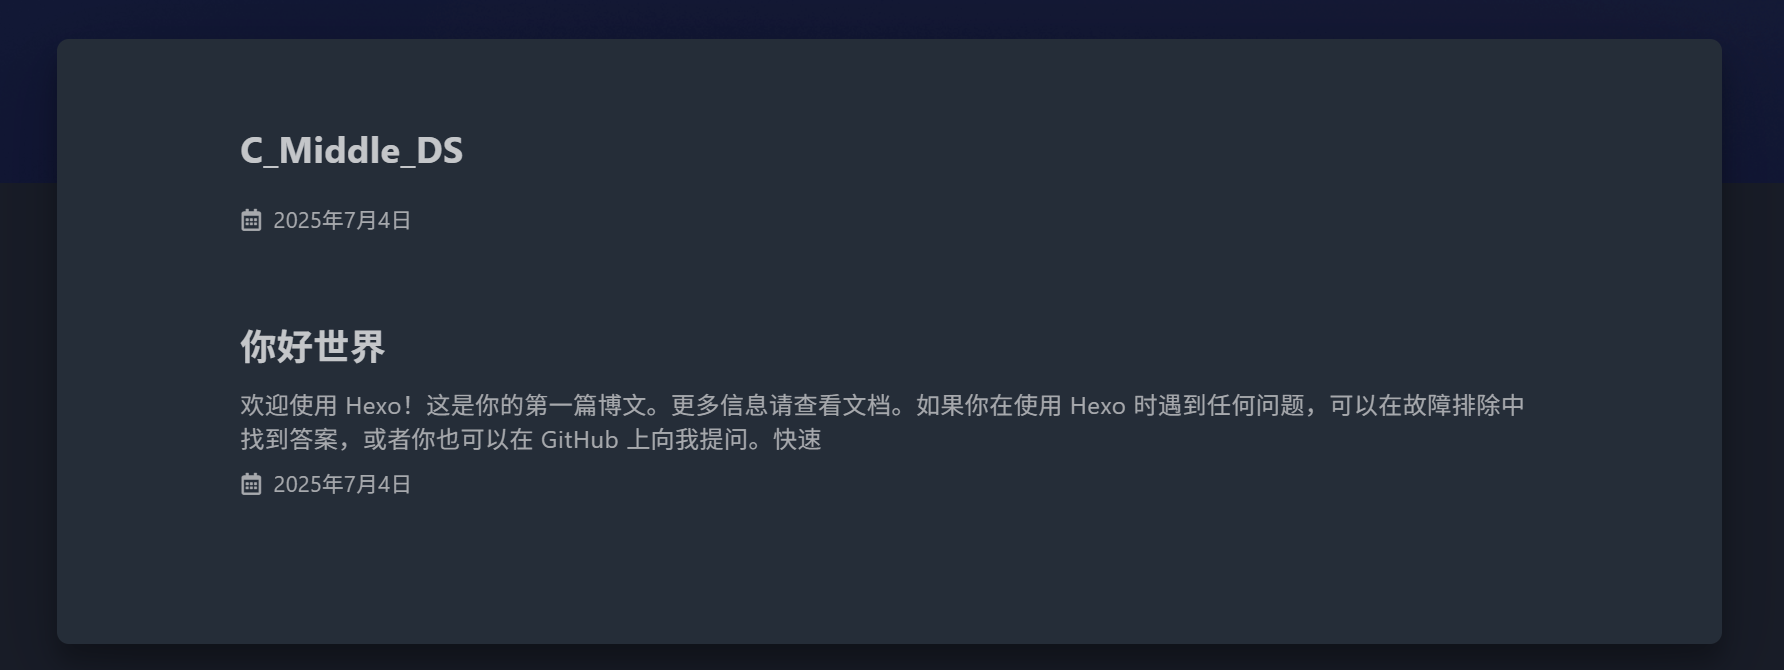 C_Middle_DS
2025年7月4日
你好世界
欢迎使用 Hexo！这是你的第一篇博文。更多信息请查看文档。如果你在使用 Hexo 时遇到任何问题，可以在故障排除中
找到答案，或者你也可以在 GitHub 上向我提问。快速
2025年7月4日